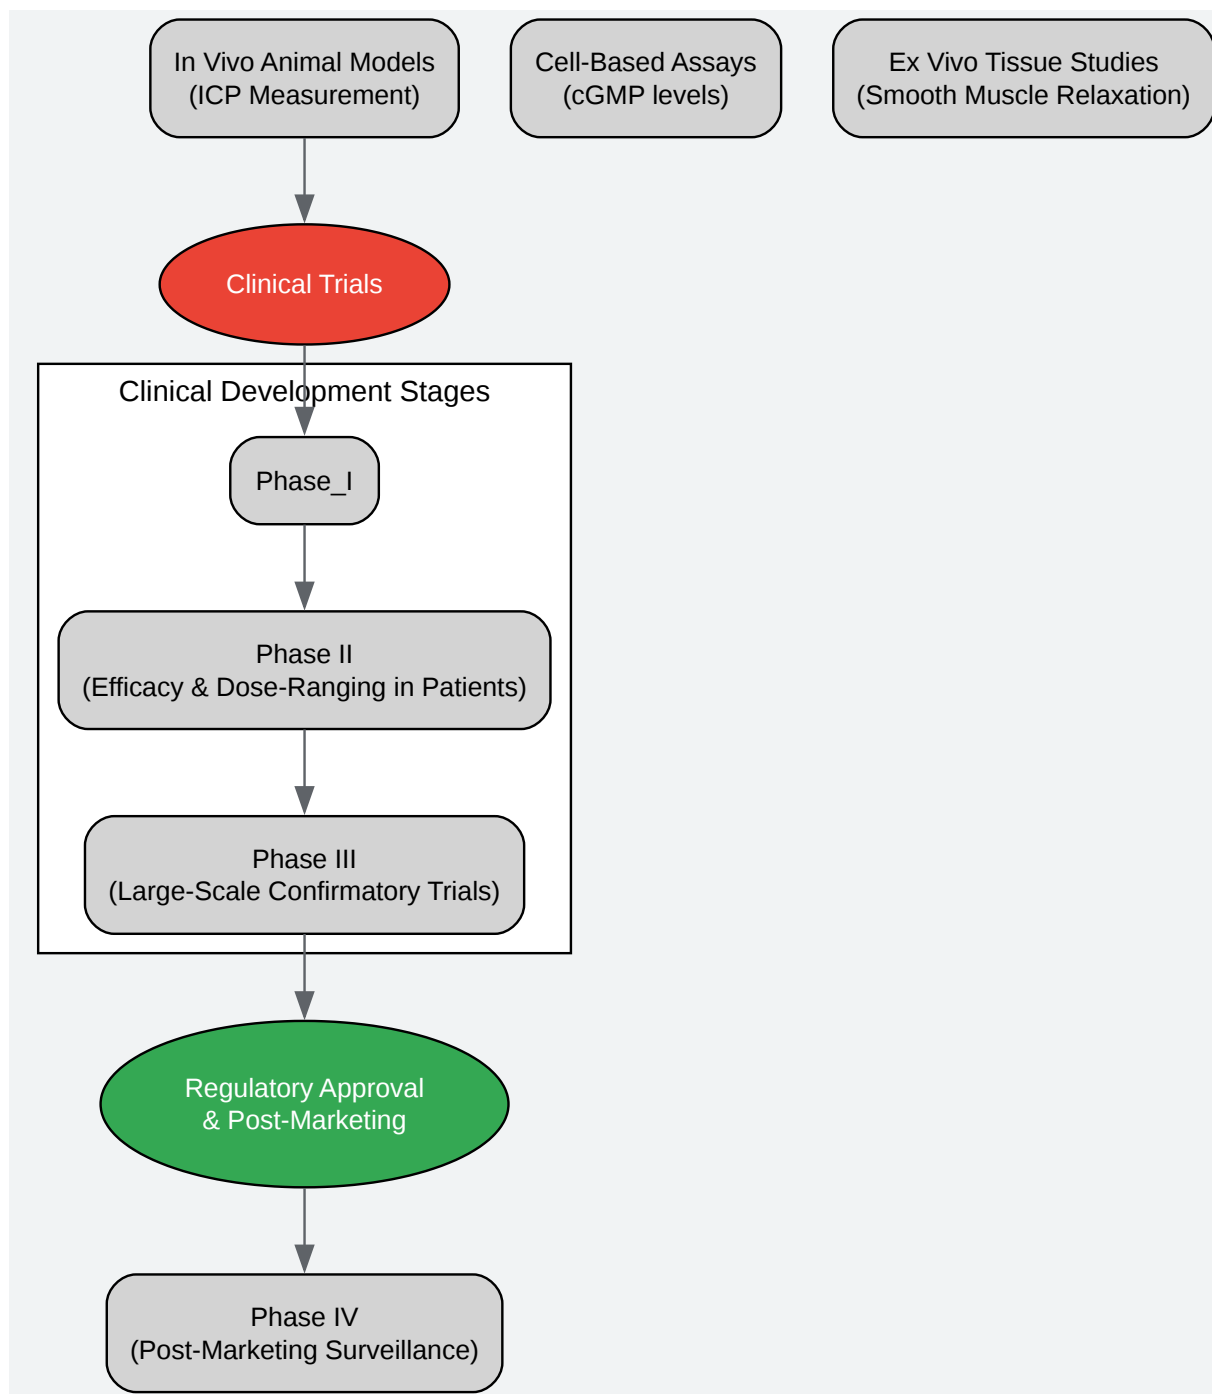 In Vivo Animal Models
(ICP Measurement)
Cell-Based Assays
(cGMP levels)
Ex Vivo Tissue Studies
(Smooth Muscle Relaxation)
Clinical Trials
Clinical Development Stages
Phase_I
Phase II
(Efficacy & Dose-Ranging in Patients)
Phase III
(Large-Scale Confirmatory Trials)
Regulatory Approval
& Post-Marketing
Phase IV
(Post-Marketing Surveillance)